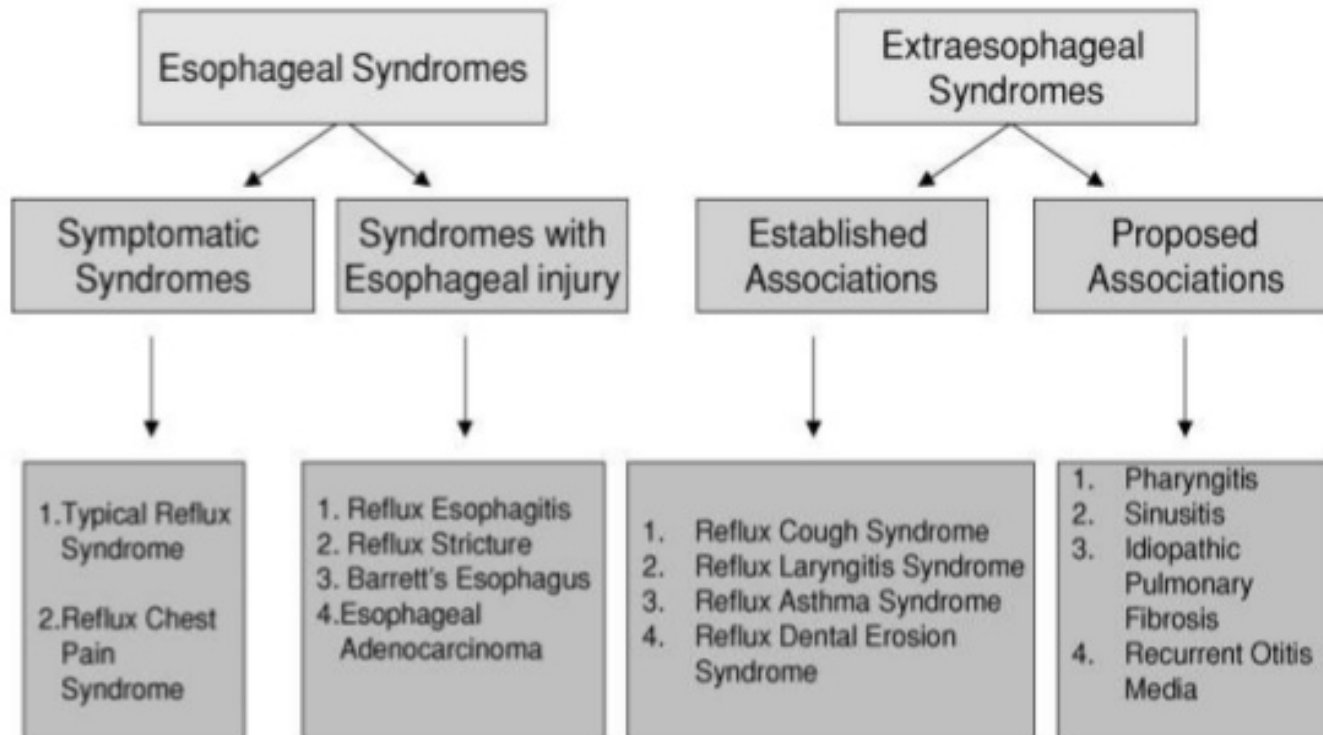 Esophageal Syndromes
Extraesophageal
Syndromes
Symptomatic
Syndromes
Syndromes with
Esophageal injury
Established
Associations
Proposed
Associations
1.Typical Reflux
Syndrome
2.Reflux Chest
Pain
Syndrome
1. Reflux Esophagitis
2. Reflux Stricture
3. Barrett's Esophagus
4.Esophageal
Adenocarcinoma
1. Reflux Cough Syndrome
2. Reflux Laryngitis Syndrome
3. Reflux Asthma Syndrome
4. Reflux Dental Erosion
Syndrome
1. Pharyngitis
2. Sinusitis
3. Idiopathic
Pulmonary
Fibrosis
4. Recurrent Otitis
Media